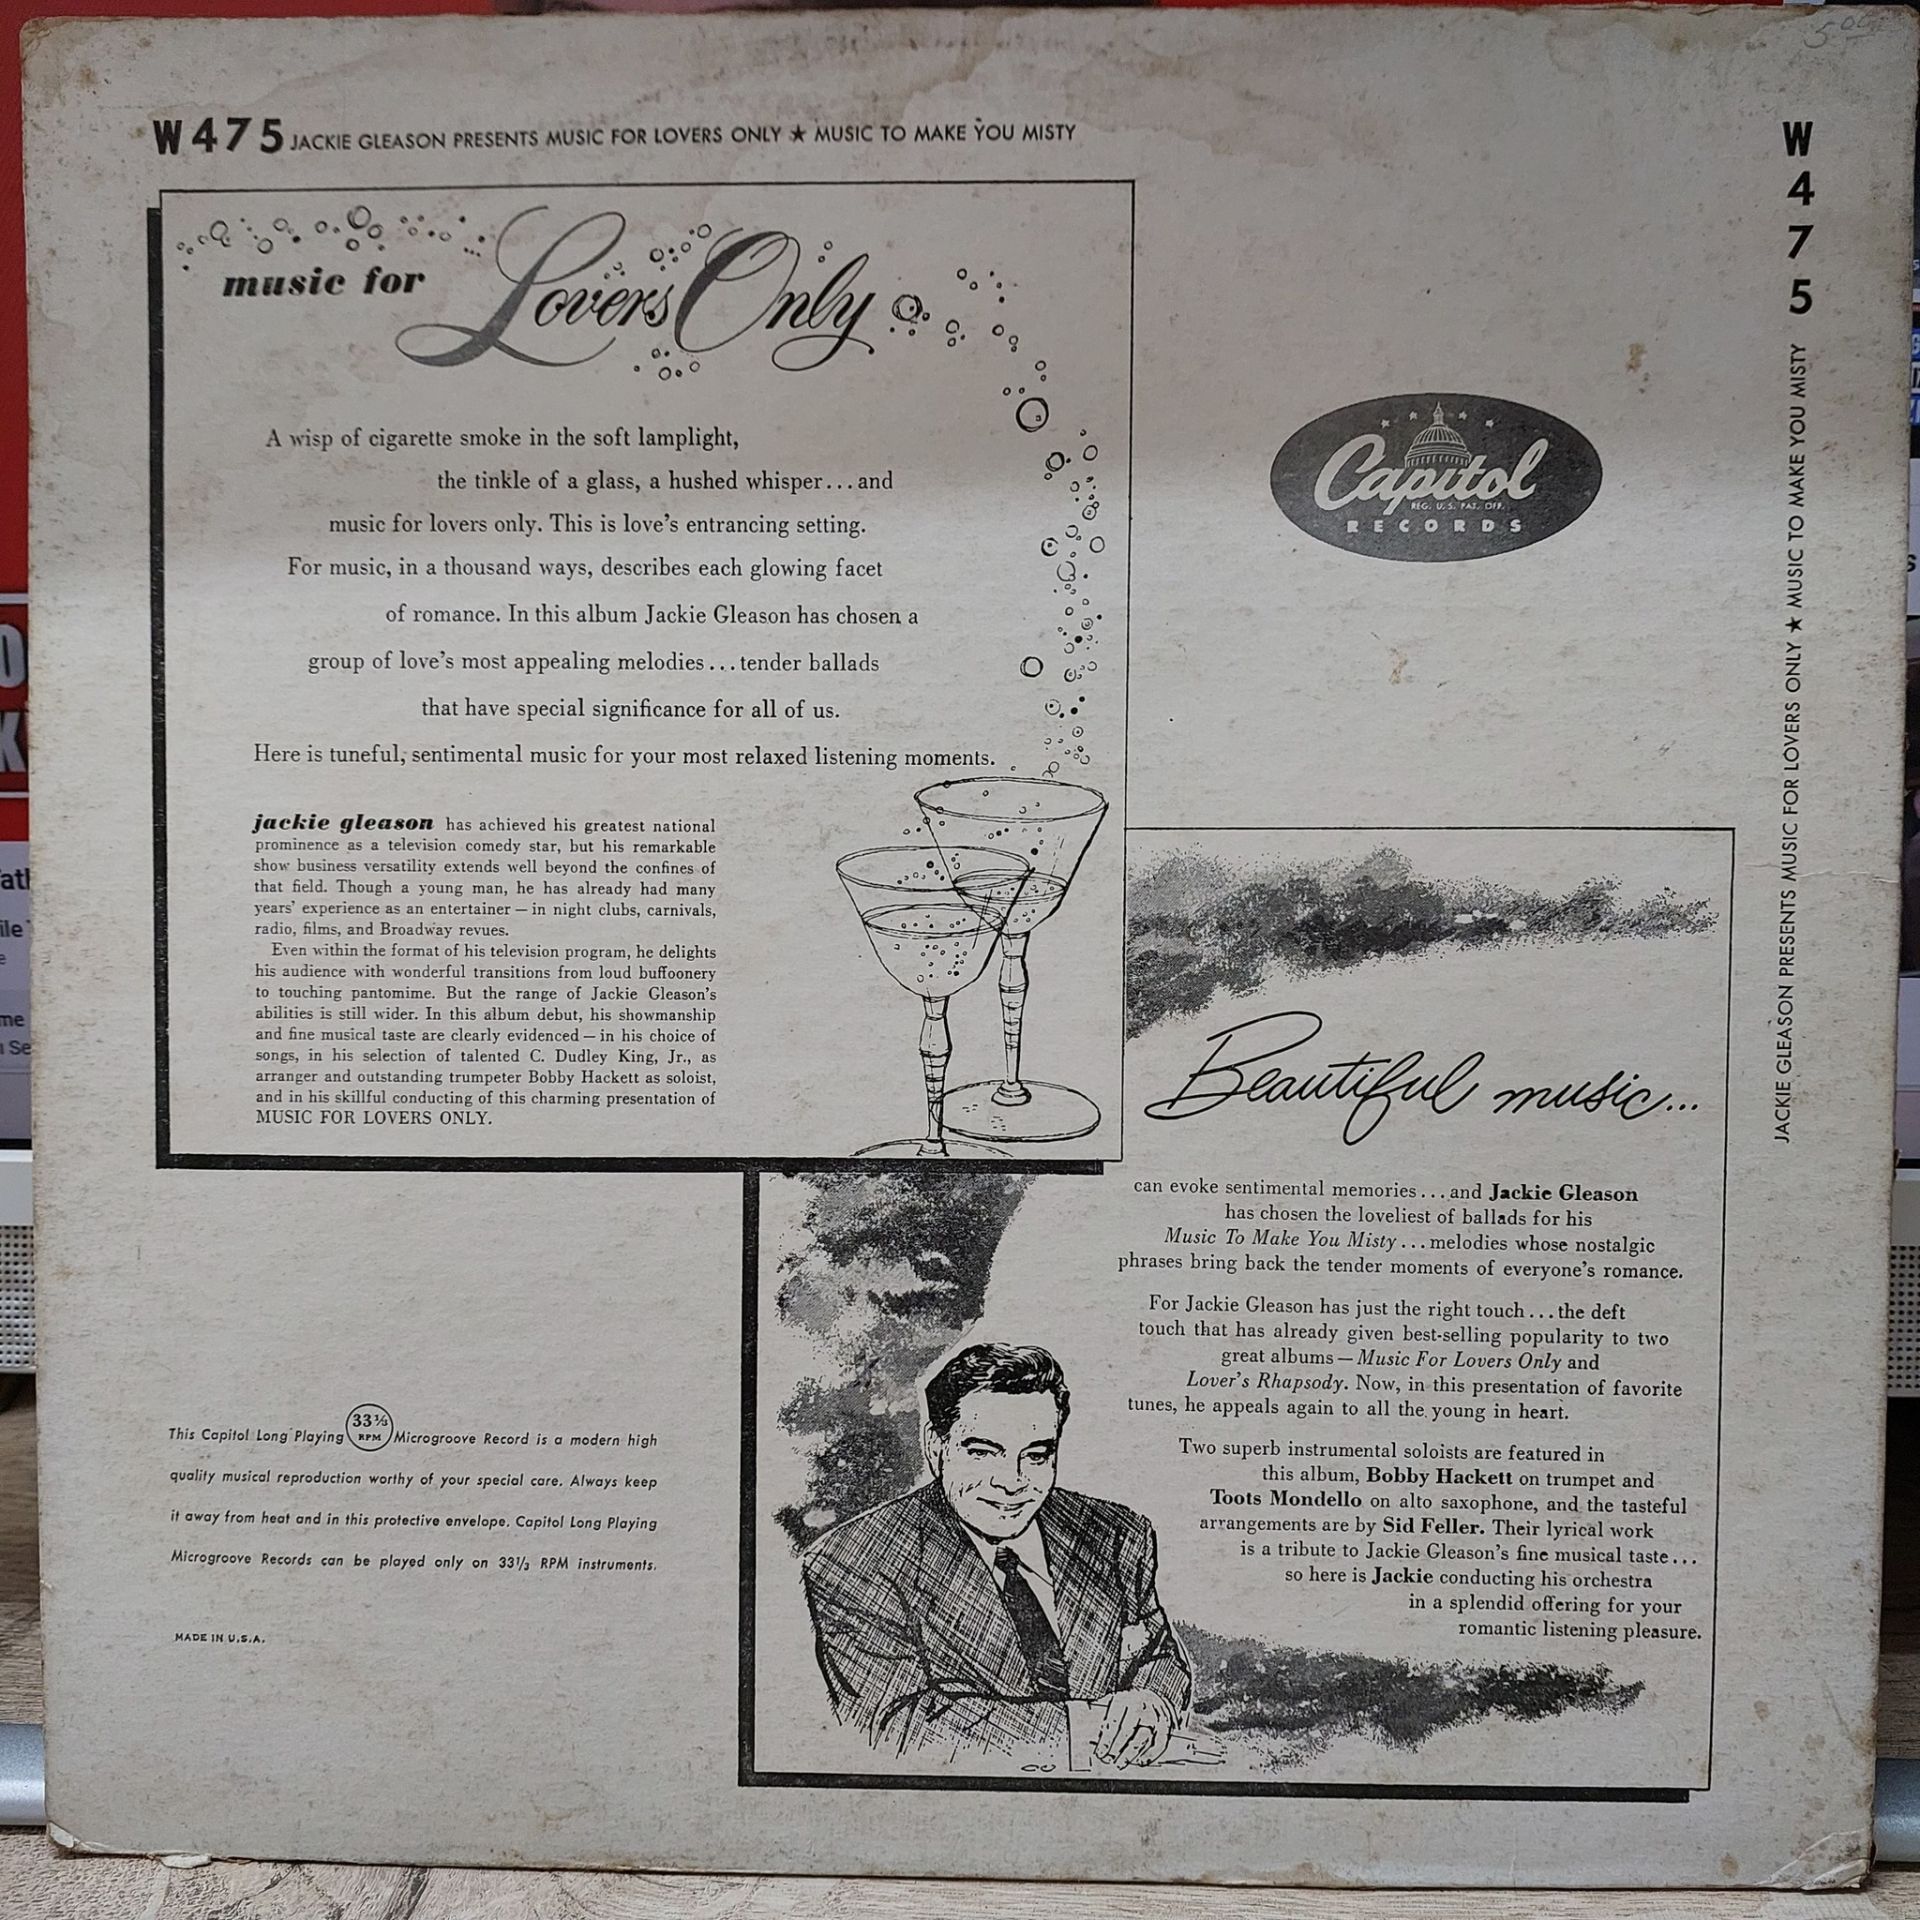 5 00
W475 JACKIE GLEASON PRESENTS MUSIC FOR LOVERS ONLY ★ MUSIC TO MAKE YOU MISTY
music for Lovers Only
A wisp of cigarette smoke in the soft lamplight,
the tinkle of a glass, a hushed whisper...and
music for lovers only. This is love's entrancing setting.
For music, in a thousand ways, describes each glowing facet
of romance. In this album Jackie Gleason has chosen a
group of love's most appealing melodies...tender ballads
that have special significance for all of us.
Here is tuneful, sentimental music for your most relaxed listening moments.
jackie gleason has achieved his greatest national
prominence as a television comedy star, but his remarkable
show business versatility extends well beyond the confines of
that field. Though a young man, he has already had many
years' experience as an entertainer — in night clubs, carnivals,
radio, films, and Broadway revues.
Even within the format of his television program, he delights
his audience with wonderful transitions from loud buffoonery
to touching pantomime. But the range of Jackie Gleason's
abilities is still wider. In this album debut, his showmanship
and fine musical taste are clearly evidenced — in his choice of
songs, in his selection of talented C. Dudley King, Jr., as
arranger and outstanding trumpeter Bobby Hackett as soloist,
and in his skillful conducting of this charming presentation of
MUSIC FOR LOVERS ONLY.
Capitol
REG. U.S. PAT. OFF.
RECORDS
W
4
7
5
JACKIE GLEASON PRESENTS MUSIC FOR LOVERS ONLY ★ MUSIC TO MAKE YOU MISTY
Beautiful music...
can evoke sentimental memories...and Jackie Gleason
has chosen the loveliest of ballads for his
Music To Make You Misty...melodies whose nostalgic
phrases bring back the tender moments of everyone's romance.
For Jackie Gleason has just the right touch...the deft
touch that has already given best-selling popularity to two
great albums — Music For Lovers Only and
Lover's Rhapsody. Now, in this presentation of favorite
tunes, he appeals again to all the young in heart.
Two superb instrumental soloists are featured in
this album, Bobby Hackett on trumpet and
Toots Mondello on alto saxophone, and the tasteful
arrangements are by Sid Feller. Their lyrical work
is a tribute to Jackie Gleason's fine musical taste...
so here is Jackie conducting his orchestra
in a splendid offering for your
romantic listening pleasure.
This Capitol Long Playing 33⅓ RPM Microgroove Record is a modern high
quality musical reproduction worthy of your special care. Always keep
it away from heat and in this protective envelope. Capitol Long Playing
Microgroove Records can be played only on 33⅓ RPM instruments.
MADE IN U.S.A.